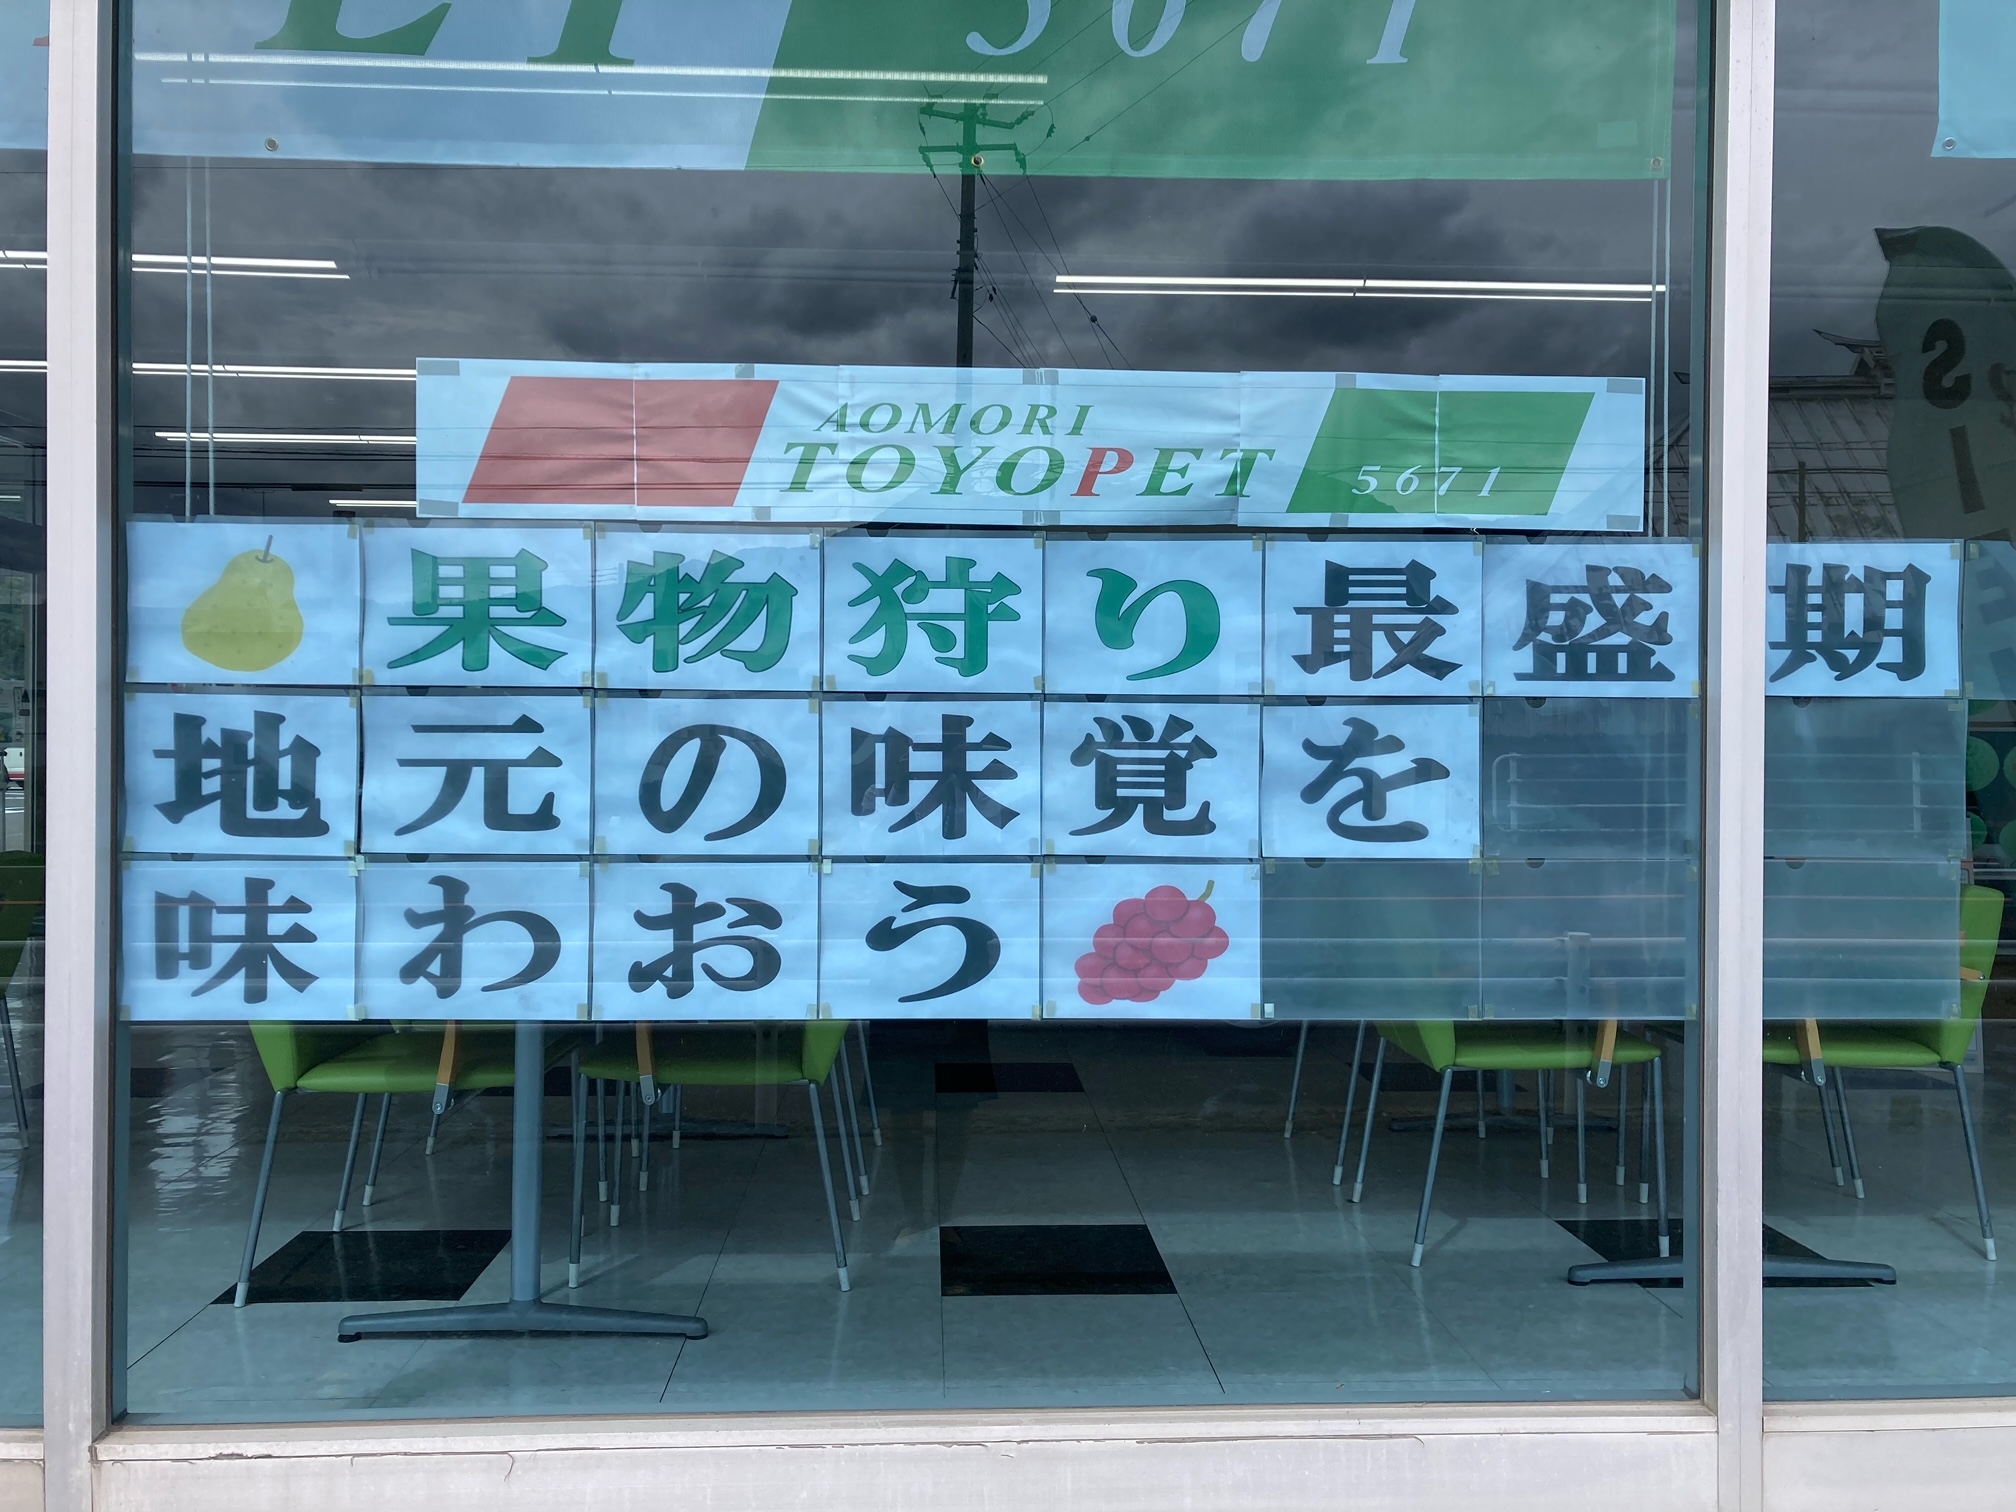 5671
AOMORI
TOYOPET
5671
果物狩り最盛期
地元の味覚を
味わおう